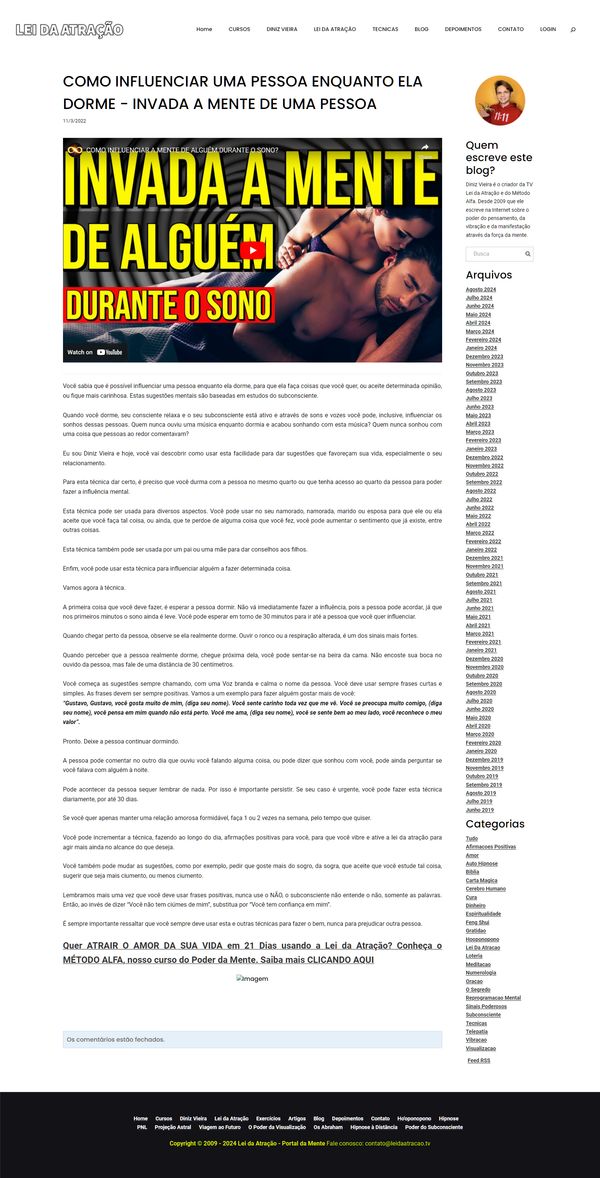 LEI DA ATRAÇÃO
Home CURSOS DINIZ VIEIRA LEI DA ATRAÇÃO TECNICAS BLOG DEPOIMENTOS CONTATO LOGIN
COMO INFLUENCIAR UMA PESSOA ENQUANTO ELA
DORME - INVADA A MENTE DE UMA PESSOA
11/3/2022
COMO INFLUENCIAR A MENTE DE ALGUÉM DURANTE O SONO?
INVADA A MENTE
DE ALGUÉM
DURANTE O SONO
Watch on YouTube
Você sabia que é possível influenciar uma pessoa enquanto ela dorme, para que ela faça coisas que você quer, ou aceite determinada opinião,
ou fique mais carinhosa. Estas sugestões mentais são baseadas em estudos do subconsciente.
Quando você dorme, seu consciente relaxa e o seu subconsciente está ativo e através de sons e vozes você pode, inclusive, influenciar os
sonhos dessas pessoas. Quem nunca ouviu uma música enquanto dormia e acabou sonhando com esta música? Quem nunca sonhou com
uma coisa que pessoas ao redor comentavam?
Eu sou Diniz Vieira e hoje, você vai descobrir como usar esta facilidade para dar sugestões que favoreçam sua vida, especialmente o seu
relacionamento.
Para esta técnica dar certo, é preciso que você durma com a pessoa no mesmo quarto ou que tenha acesso ao quarto da pessoa para poder
fazer a influência mental.
Esta técnica pode ser usada para diversos aspectos. Você pode usar no seu namorado, namorada, marido ou esposa para que ele ou ela
aceite que você faça tal coisa, ou ainda, que te perdoe de alguma coisa que você fez, você pode aumentar o sentimento que já existe, entre
outras coisas.
Esta técnica também pode ser usada por um pai ou uma mãe para dar conselhos aos filhos.
Enfim, você pode usar esta técnica para influenciar alguém a fazer determinada coisa.
Vamos agora à técnica.
A primeira coisa que você deve fazer, é esperar a pessoa dormir. Não vá imediatamente fazer a influência, pois a pessoa pode acordar, já que
nos primeiros minutos o sono ainda é leve. Você pode esperar em torno de 30 minutos para ir até a pessoa que você quer influenciar.
Quando chegar perto da pessoa, observe se ela realmente dorme. Ouvir o ronco ou a respiração alterada, é um dos sinais mais fortes.
Quando perceber que a pessoa realmente dorme, chegue próxima dela, você pode sentar-se na beira da cama. Não encoste sua boca no
ouvido da pessoa, mas fale de uma distância de 30 centímetros.
Você começa as sugestões sempre chamando, com uma Voz branda e calma o nome da pessoa. Você deve usar sempre frases curtas e
simples. As frases devem ser sempre positivas. Vamos a um exemplo para fazer alguém gostar mais de você:
"Gustavo, Gustavo, você gosta muito de mim, (diga seu nome). Você sente carinho toda vez que me vê. Você se preocupa muito comigo, (diga
seu nome), você pensa em mim quando não está perto. Você me ama, (diga seu nome), você se sente bem ao meu lado, você reconhece o meu
valor".
Pronto. Deixe a pessoa continuar dormindo.
A pessoa pode comentar no outro dia que ouviu você falando alguma coisa, ou pode dizer que sonhou com você, pode ainda perguntar se
você falava com alguém à noite.
Pode acontecer da pessoa sequer lembrar de nada. Por isso é importante persistir. Se seu caso é urgente, você pode fazer esta técnica
diariamente, por até 30 dias.
Se você quer apenas manter uma relação amorosa formidável, faça 1 ou 2 vezes na semana, pelo tempo que quiser.
Você pode incrementar a técnica, fazendo ao longo do dia, afirmações positivas para você, para que você vibre e ative a lei da atração para
agir mais ainda no alcance do que deseja.
Você também pode mudar as sugestões, como por exemplo, pedir que goste mais do sogro, da sogra, que aceite que você estude tal coisa,
sugerir que seja mais ciumento, ou menos ciumento.
Lembramos mais uma vez que você deve usar frases positivas, nunca use o NÃO, o subconsciente não entende o não, somente as palavras.
Então, ao invés de dizer "Você não tem ciúmes de mim", substitua por "Você tem confiança em mim".
É sempre importante ressaltar que você sempre deve usar esta e outras técnicas para fazer o bem, nunca para prejudicar outra pessoa.
Quer ATRAIR O AMOR DA SUA VIDA em 21 Dias usando a Lei da Atração? Conheça o
MÉTODO ALFA, nosso curso do Poder da Mente. Saiba mais CLICANDO AQUI
Imagem
Os comentários estão fechados.
11:11
Quem
escreve este
blog?
Diniz Vieira é o criador da TV
Lei da Atração e do Método
Alfa. Desde 2009 que ele
escreve na Internet sobre o
poder do pensamento, da
vibração e da manifestação
através da força da mente.
Busca
Arquivos
Agosto 2024
Julho 2024
Junho 2024
Maio 2024
Abril 2024
Março 2024
Fevereiro 2024
Janeiro 2024
Dezembro 2023
Novembro 2023
Outubro 2023
Setembro 2023
Agosto 2023
Julho 2023
Junho 2023
Maio 2023
Abril 2023
Março 2023
Fevereiro 2023
Janeiro 2023
Dezembro 2022
Novembro 2022
Outubro 2022
Setembro 2022
Agosto 2022
Julho 2022
Junho 2022
Maio 2022
Abril 2022
Março 2022
Fevereiro 2022
Janeiro 2022
Dezembro 2021
Novembro 2021
Outubro 2021
Setembro 2021
Agosto 2021
Julho 2021
Junho 2021
Maio 2021
Abril 2021
Março 2021
Fevereiro 2021
Janeiro 2021
Dezembro 2020
Novembro 2020
Outubro 2020
Setembro 2020
Agosto 2020
Julho 2020
Junho 2020
Maio 2020
Abril 2020
Março 2020
Fevereiro 2020
Janeiro 2020
Dezembro 2019
Novembro 2019
Outubro 2019
Setembro 2019
Agosto 2019
Julho 2019
Junho 2019
Categorias
Tudo
Afirmacoes Positivas
Amor
Auto Hipnose
Biblia
Carta Magica
Cerebro Humano
Cura
Dinheiro
Espiritualidade
Feng Shui
Gratidao
Hooponopono
Lei Da Atracao
Loteria
Meditacao
Numerologia
Oracao
O Segredo
Reprogramacao Mental
Sinais Poderosos
Subconsciente
Tecnicas
Telepatia
Vibracao
Visualizacao
Feed RSS
Home Cursos Diniz Vieira Lei da Atração Exercícios Artigos Blog Depoimentos Contato Ho'oponopono Hipnose
PNL Projeção Astral Viagem ao Futuro O Poder da Visualização Os Abraham Hipnose à Distância Poder do Subconsciente
Copyright © 2009 - 2024 Lei da Atração - Portal da Mente Fale conosco: contato@leidaatracao.tv